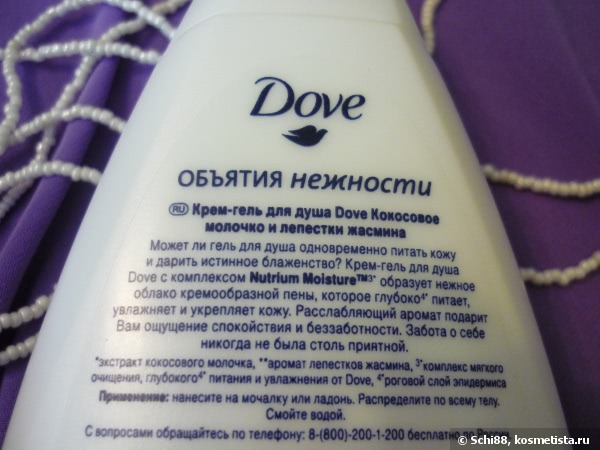 Dove
ОБЪЯТИЯ нежности
RU Крем-гель для душа Dove Кокосовое
молочко и лепестки жасмина
Может ли гель для душа одновременно питать кожу
и дарить истинное блаженство? Крем-гель для душа
Dove с комплексом Nutrium Moisture™³* образует нежное
облако кремообразной пены, которое глубоко⁴* питает,
увлажняет и укрепляет кожу. Расслабляющий аромат подарит
Вам ощущение спокойствия и беззаботности. Забота о себе
никогда не была столь приятной.
*экстракт кокосового молочка, **аромат лепестков жасмина, ³*комплекс мягкого
очищения, глубокого⁴* питания и увлажнения от Dove, ⁴*роговой слой эпидермиса
Применение: нанесите на мочалку или ладонь. Распределите по всему телу.
Смойте водой.
С вопросами обращайтесь по телефону: 8-(800)-200-1-200 бесплатно по России
© Schi88, kosmetista.ru